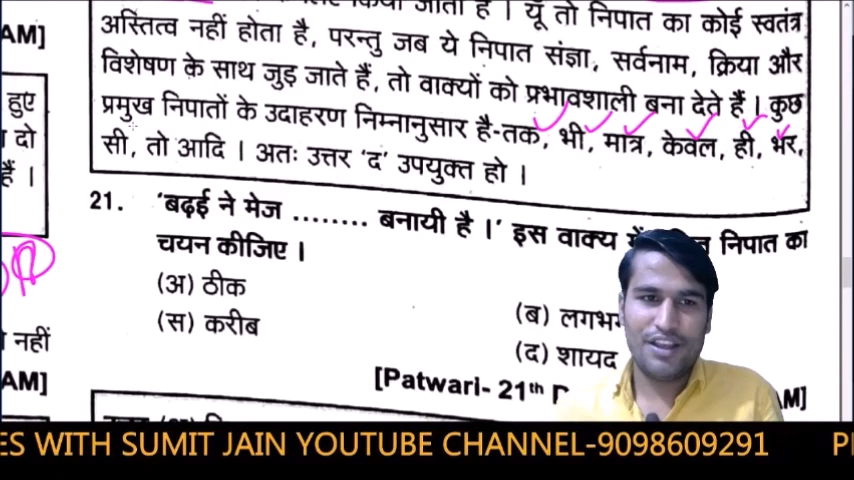 AM]
हुए
दो
हैं ।
नहीं
AM]
किया जाता है । यूँ तो निपात का कोई स्वतंत्र
अस्तित्व नहीं होता है, परन्तु जब ये निपात संज्ञा, सर्वनाम, क्रिया और
विशेषण के साथ जुड़ जाते हैं, तो वाक्यों को प्रभावशाली बना देते हैं । कुछ
प्रमुख निपातों के उदाहरण निम्नानुसार है-तक, भी, मात्र, केवल, ही, भर,
सी, तो आदि । अतः उत्तर 'द' उपयुक्त हो ।
21. 'बढ़ई ने मेज ........ बनायी है ।' इस वाक्य में निपात का
चयन कीजिए ।
(अ) ठीक
(ब) लगभग
(स) करीब
(द) शायद
[Patwari- 21th AM]
ES WITH SUMIT JAIN YOUTUBE CHANNEL-9098609291 P